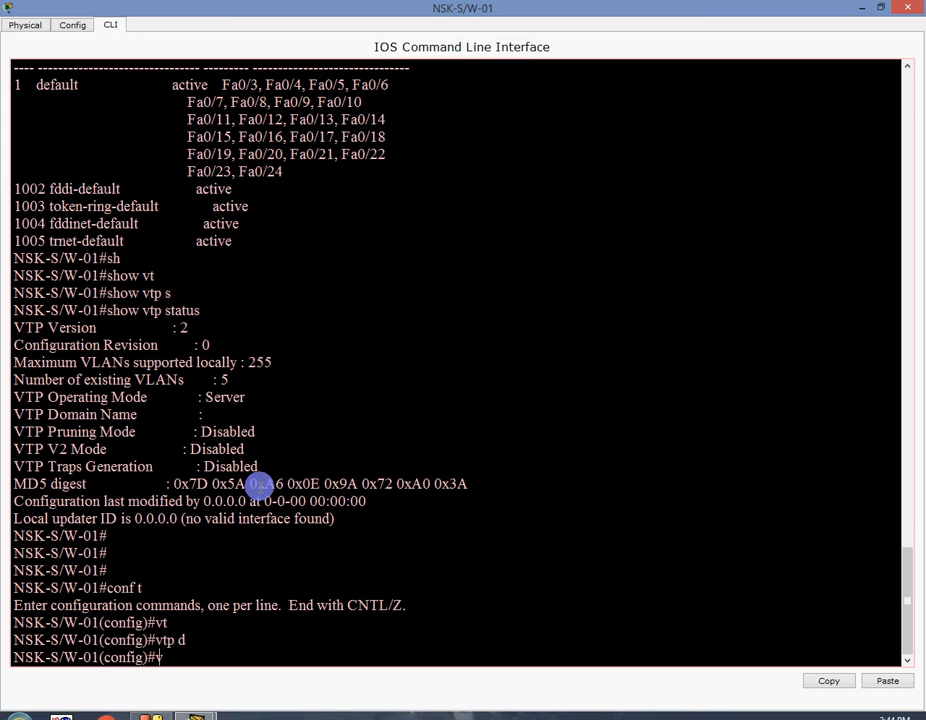 NSK-S/W-01
Physical Config CLI
IOS Command Line Interface
---- -------------------------------- --------- -------------------------------
1 default active Fa0/3, Fa0/4, Fa0/5, Fa0/6
Fa0/7, Fa0/8, Fa0/9, Fa0/10
Fa0/11, Fa0/12, Fa0/13, Fa0/14
Fa0/15, Fa0/16, Fa0/17, Fa0/18
Fa0/19, Fa0/20, Fa0/21, Fa0/22
Fa0/23, Fa0/24
1002 fddi-default active
1003 token-ring-default active
1004 fddinet-default active
1005 trnet-default active
NSK-S/W-01#sh
NSK-S/W-01#show vt
NSK-S/W-01#show vtp s
NSK-S/W-01#show vtp status
VTP Version : 2
Configuration Revision : 0
Maximum VLANs supported locally : 255
Number of existing VLANs : 5
VTP Operating Mode : Server
VTP Domain Name :
VTP Pruning Mode : Disabled
VTP V2 Mode : Disabled
VTP Traps Generation : Disabled
MD5 digest : 0x7D 0x5A 0xA6 0x0E 0x9A 0x72 0xA0 0x3A
Configuration last modified by 0.0.0.0 at 0-0-00 00:00:00
Local updater ID is 0.0.0.0 (no valid interface found)
NSK-S/W-01#
NSK-S/W-01#
NSK-S/W-01#
NSK-S/W-01#conf t
Enter configuration commands, one per line. End with CNTL/Z.
NSK-S/W-01(config)#vt
NSK-S/W-01(config)#vtp d
NSK-S/W-01(config)#v
Copy Paste